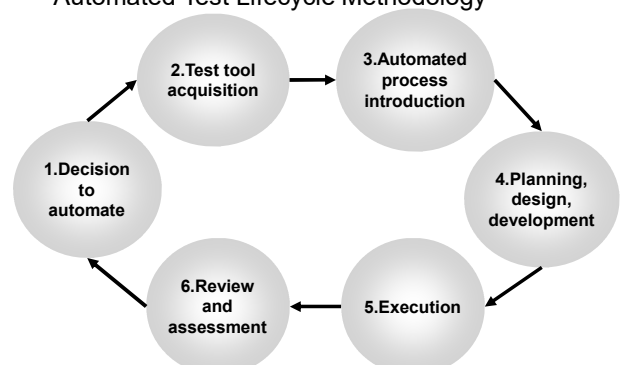 Automated Test Lifecycle Methodology
1.Decision
to
automate
2.Test tool
acquisition
3.Automated
process
introduction
4.Planning,
design,
development
5.Execution
6.Review
and
assessment